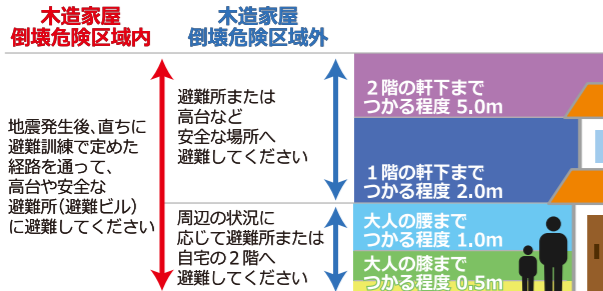 木造家屋
倒壊危険区域内
木造家屋
倒壊危険区域外
地震発生後、直ちに
避難訓練で定めた
経路を通って、
高台や安全な
避難所（避難ビル）
に避難してください
避難所または
高台など
安全な場所へ
避難してください
周辺の状況に
応じて避難所または
自宅の２階へ
避難してください
２階の軒下まで
つかる程度 5.0m
１階の軒下まで
つかる程度 2.0m
大人の腰まで
つかる程度 1.0m
大人の膝まで
つかる程度 0.5m